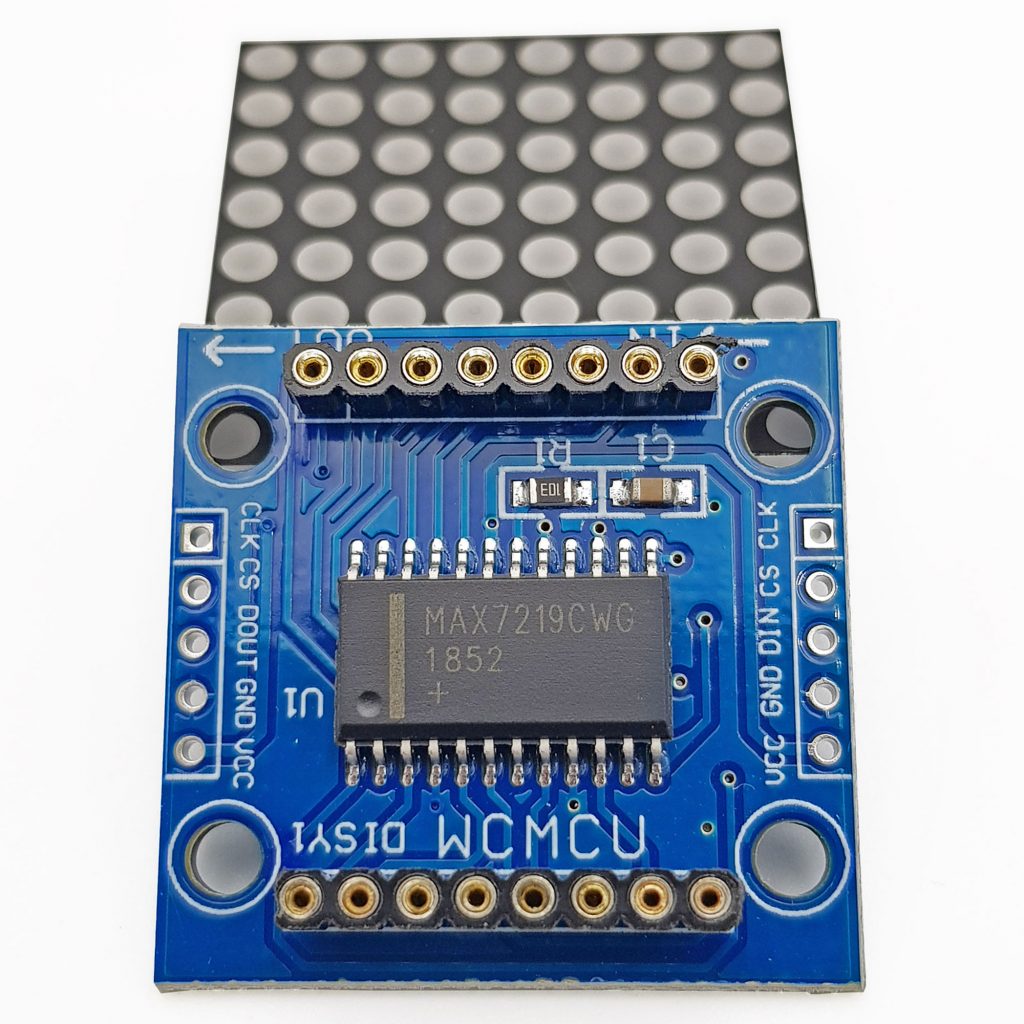 OUT
IN
R1
C1
103
CLK CS DOUT GND VCC
VCC GND DIN CS CLK
MAX7219CWG
1852
+
U1
DISY1
WCMCU